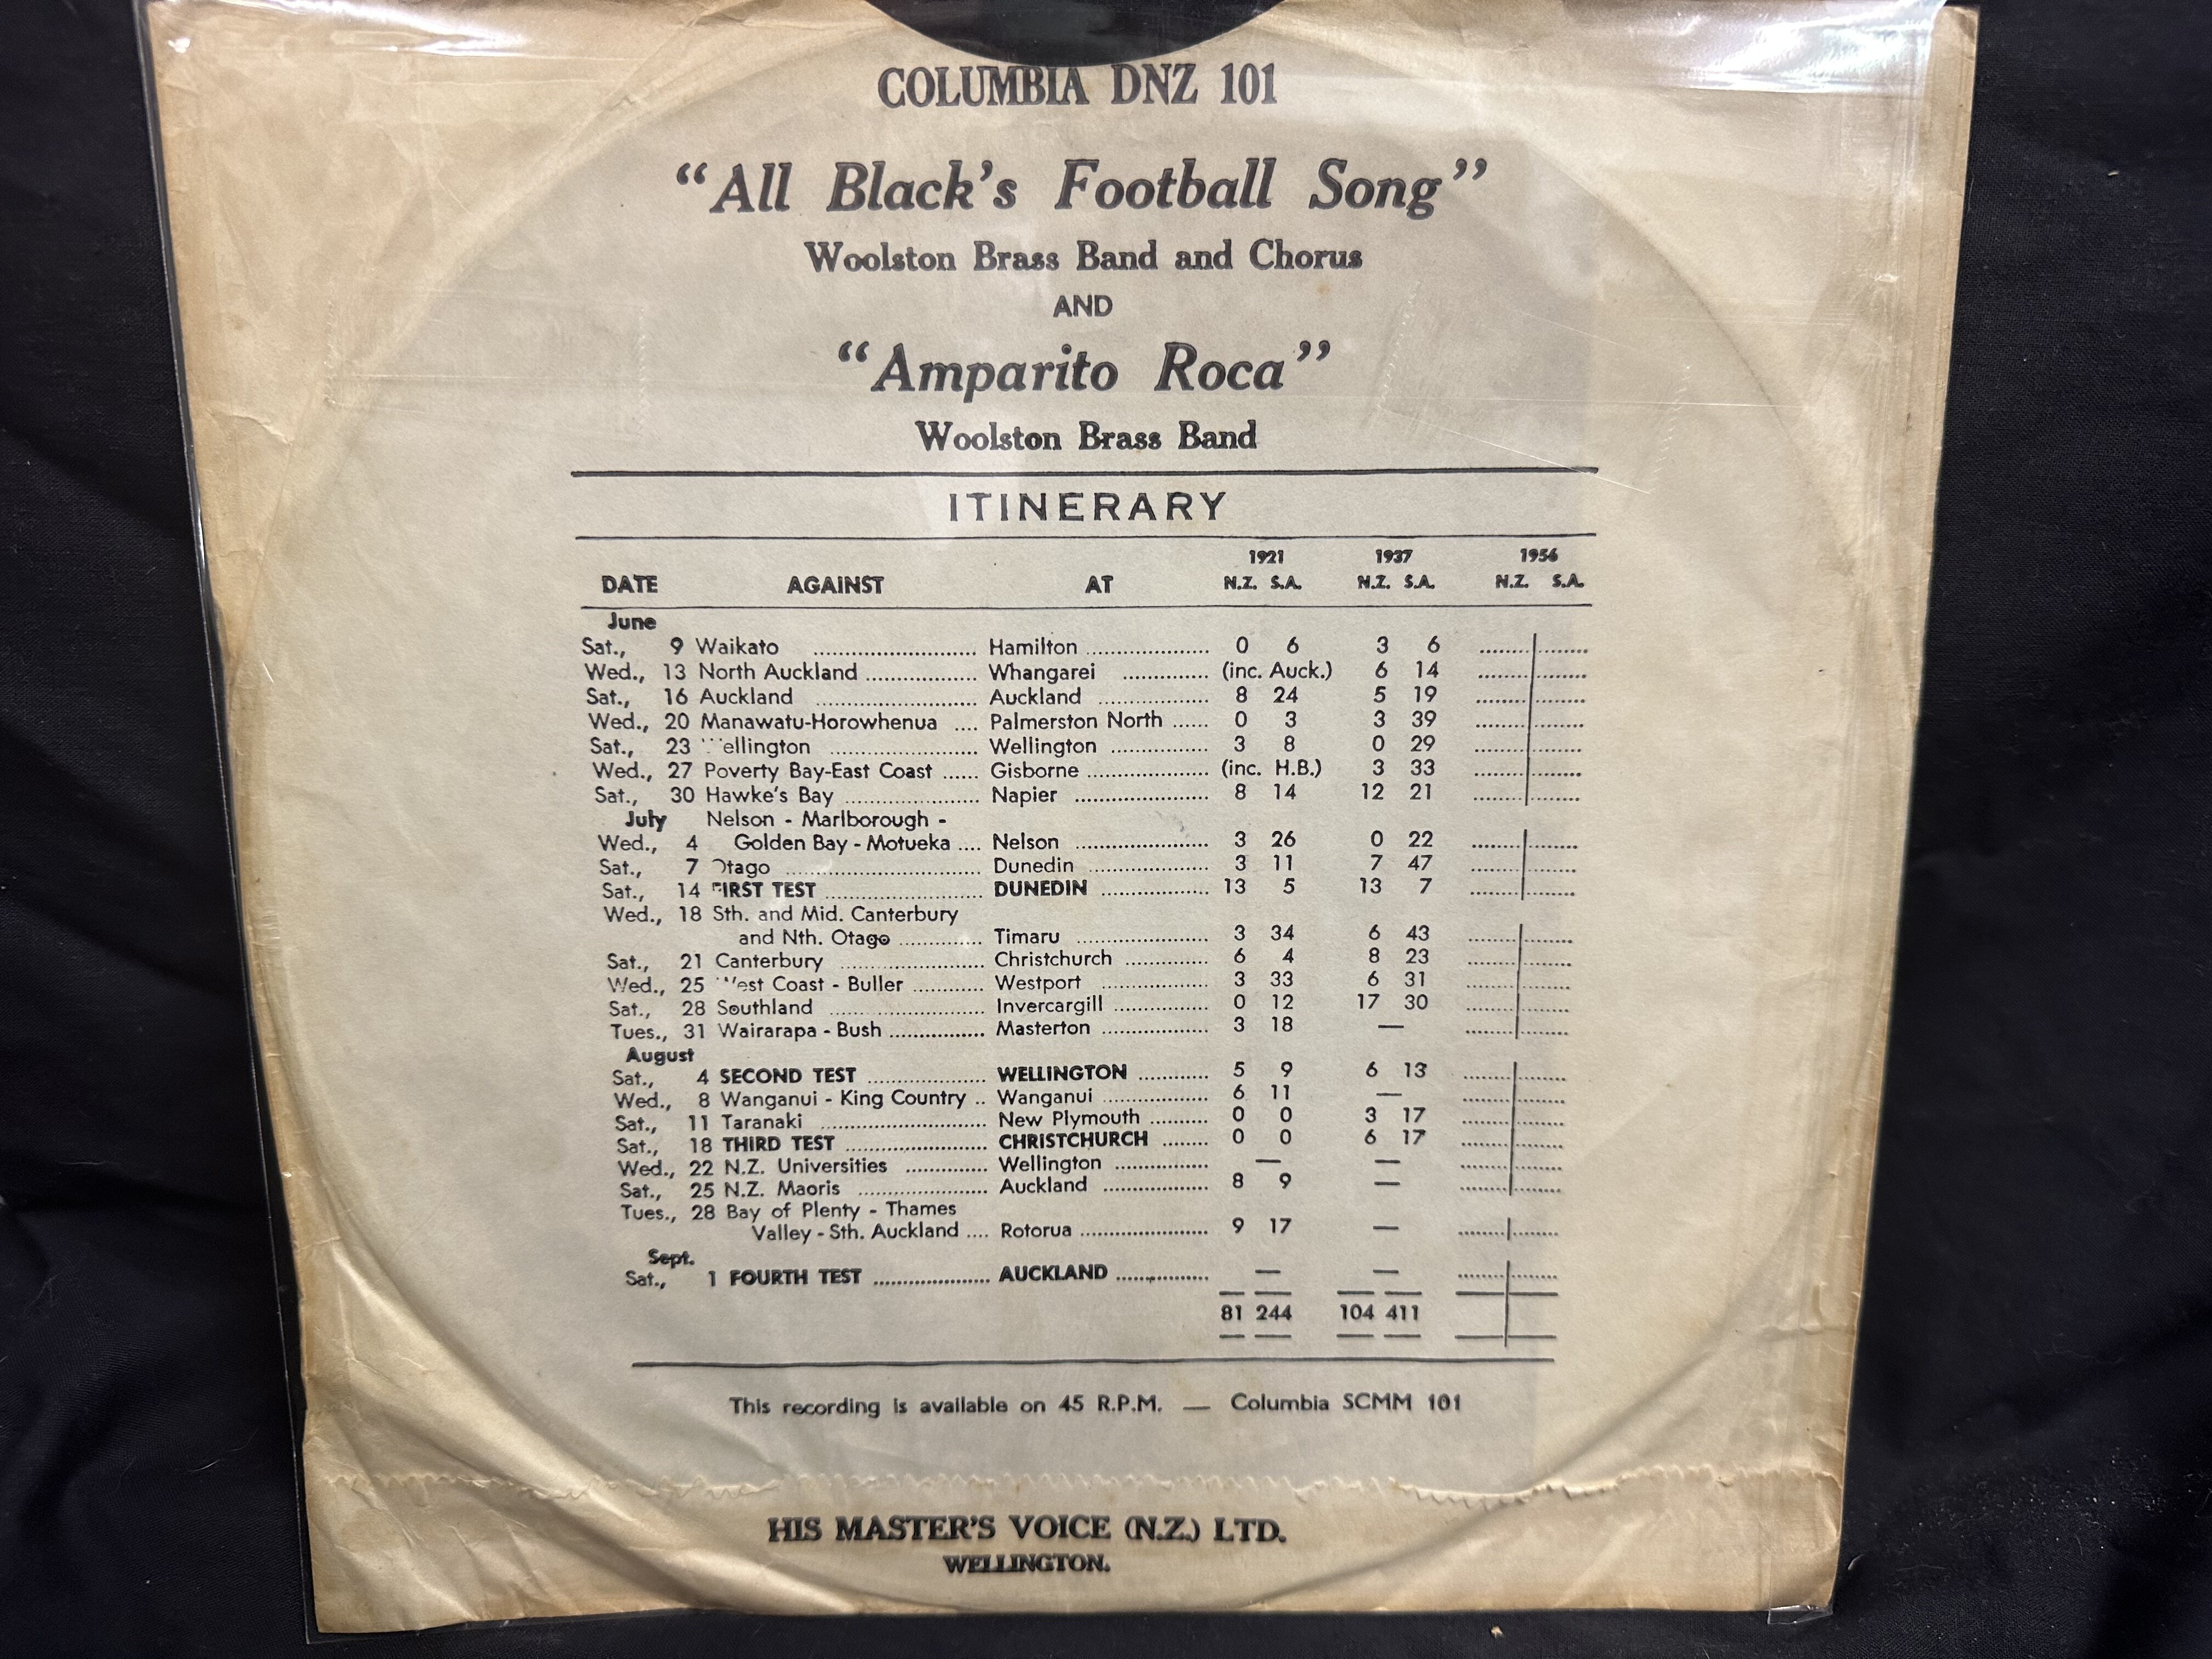 COLUMBIA DNZ 101
“All Black’s Football Song”
Woolston Brass Band and Chorus
AND
“Amparito Roca”
Woolston Brass Band
ITINERARY
1921 1937 1956
DATE AGAINST AT N.Z. S.A. N.Z. S.A. N.Z. S.A.
June
Sat., 9 Waikato .......................... Hamilton .................... 0 6 3 6 ..................
Wed., 13 North Auckland .................. Whangarei .............. (inc. Auck.) 6 14 ..................
Sat., 16 Auckland .......................... Auckland .................. 8 24 5 19 ..................
Wed., 20 Manawatu-Horowhenua .... Palmerston North ...... 0 3 3 39 ..................
Sat., 23 Wellington ........................ Wellington ................ 3 8 0 29 ..................
Wed., 27 Poverty Bay-East Coast ...... Gisborne .................... (inc. H.B.) 3 33 ..................
Sat., 30 Hawke’s Bay ...................... Napier ...................... 8 14 12 21 ..................
July Nelson - Marlborough -
Wed., 4 Golden Bay - Motueka .... Nelson ...................... 3 26 0 22 ..................
Sat., 7 Otago ................................ Dunedin .................... 3 11 7 47 ..................
Sat., 14 FIRST TEST .......................... DUNEDIN .................. 13 5 13 7 ..................
Wed., 18 Sth. and Mid. Canterbury
and Nth. Otago .............. Timaru ...................... 3 34 6 43 ..................
Sat., 21 Canterbury ........................ Christchurch .............. 6 4 8 23 ..................
Wed., 25 West Coast - Buller ............ Westport .................. 3 33 6 31 ..................
Sat., 28 Southland .......................... Invercargill ................ 0 12 17 30 ..................
Tues., 31 Wairarapa - Bush ................ Masterton .................. 3 18 — ..................
August
Sat., 4 SECOND TEST .................... WELLINGTON ............ 5 9 6 13 ..................
Wed., 8 Wanganui - King Country .. Wanganui .................. 6 11 — ..................
Sat., 11 Taranaki ............................ New Plymouth .......... 0 0 3 17 ..................
Sat., 18 THIRD TEST ........................ CHRISTCHURCH ........ 0 0 6 17 ..................
Wed., 22 N.Z. Universities .............. Wellington ................ — — ..................
Sat., 25 N.Z. Maoris ...................... Auckland .................. 8 9 — ..................
Tues., 28 Bay of Plenty - Thames
Valley - Sth. Auckland .... Rotorua ...................... 9 17 — ..................
Sept.
Sat., 1 FOURTH TEST .................... AUCKLAND ................ — — ..................
81 244 104 411
This recording is available on 45 R.P.M. — Columbia SCMM 101
HIS MASTER’S VOICE (N.Z.) LTD.
WELLINGTON.